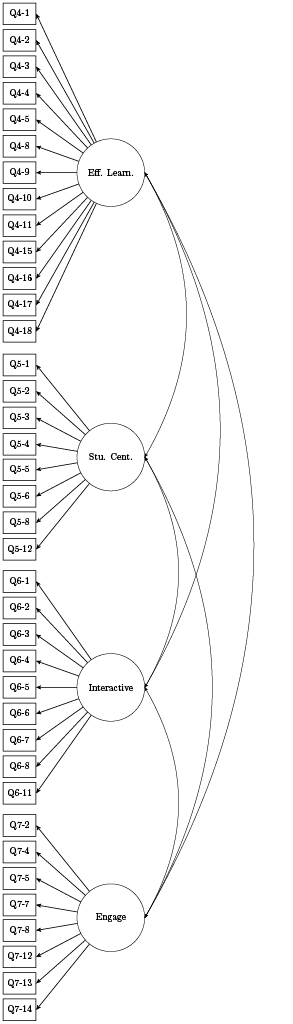 Q4-1
Q4-2
Q4-3
Q4-4
Q4-5
Q4-8
Q4-9
Eff. Learn.
Q4-10
Q4-11
Q4-15
Q4-16
Q4-17
Q4-18
Q5-1
Q5-2
Q5-3
Q5-4
Stu. Cent.
Q5-5
Q5-6
Q5-8
Q5-12
Q6-1
Q6-2
Q6-3
Q6-4
Q6-5
Interactive
Q6-6
Q6-7
Q6-8
Q6-11
Q7-2
Q7-4
Q7-5
Q7-7
Engage
Q7-8
Q7-12
Q7-13
Q7-14